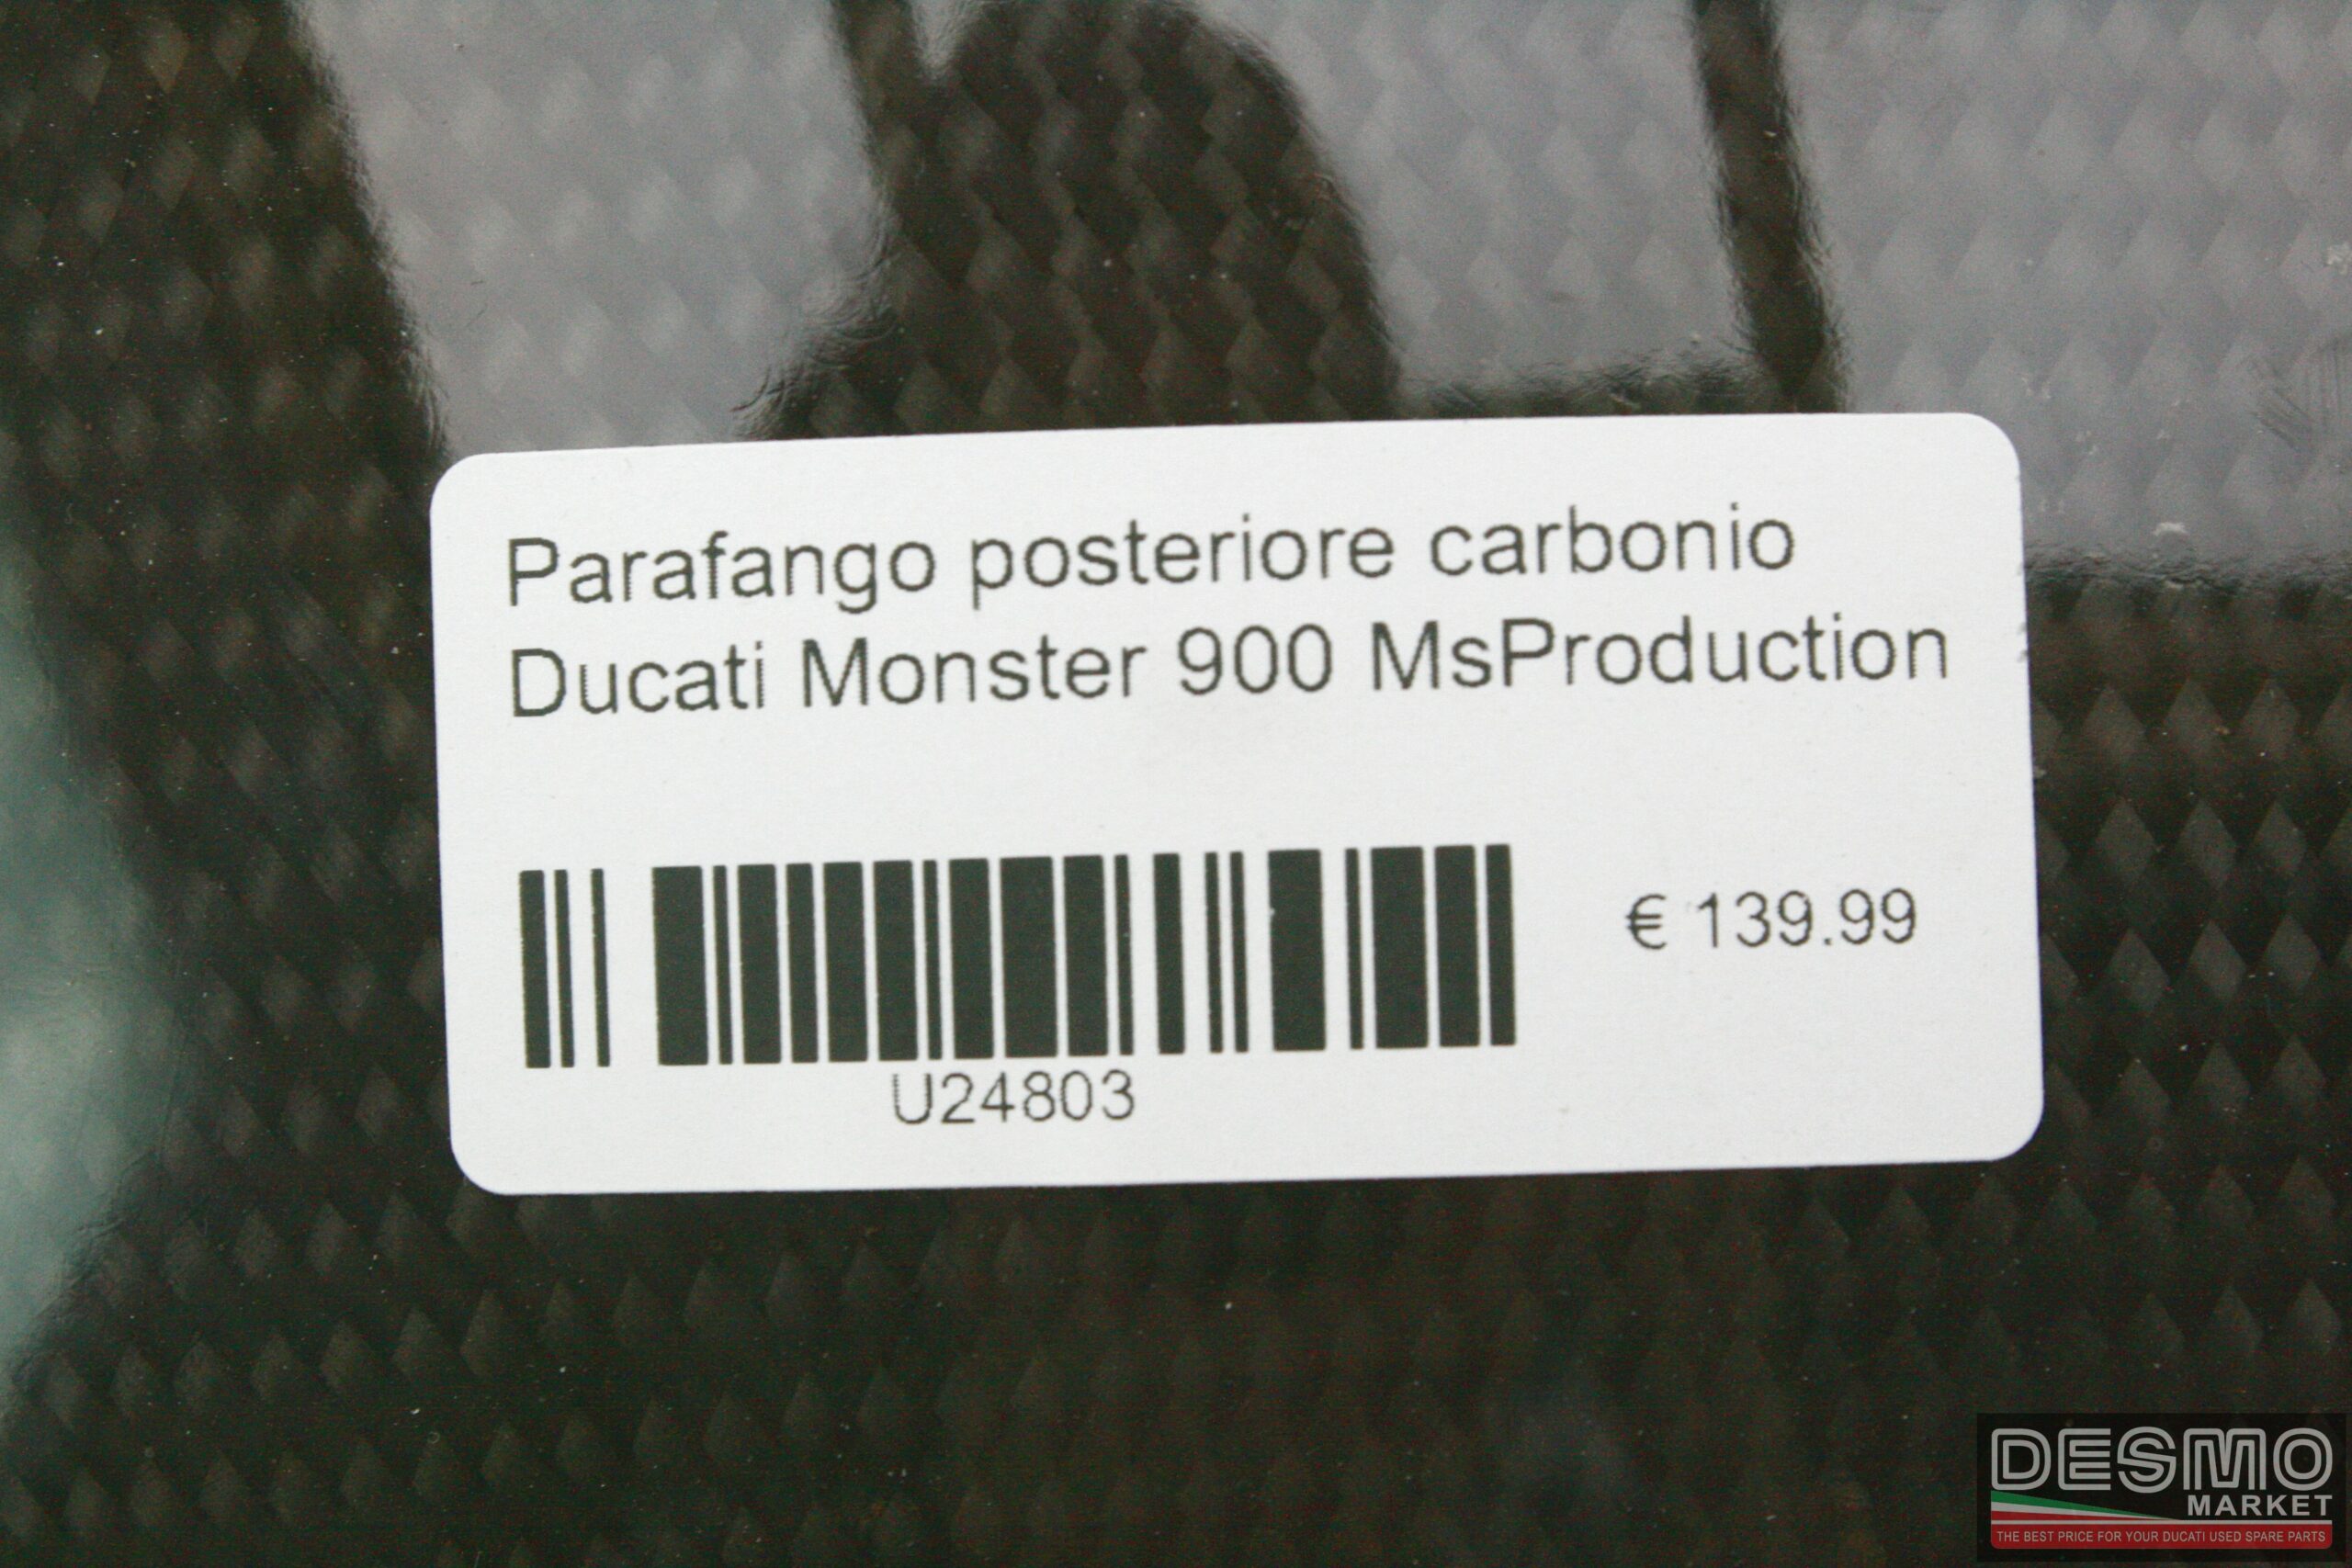 Parafango posteriore carbonio
Ducati Monster 900 MsProduction
€ 139.99
U24803
DESMO
MARKET
THE BEST PRICE FOR YOUR DUCATI USED SPARE PARTS